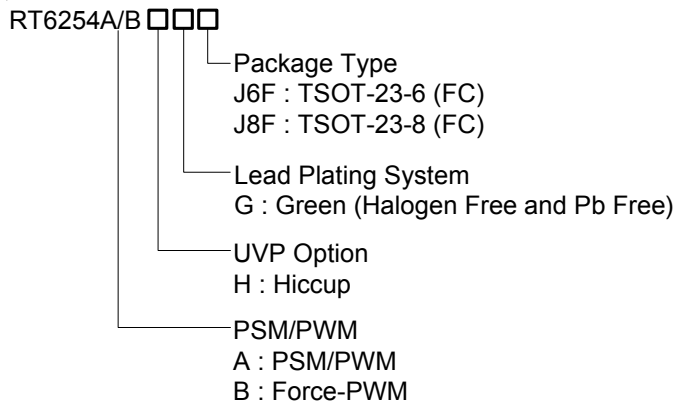 RT6254A/B □□□
Package Type
J6F : TSOT-23-6 (FC)
J8F : TSOT-23-8 (FC)
Lead Plating System
G : Green (Halogen Free and Pb Free)
UVP Option
H : Hiccup
PSM/PWM
A : PSM/PWM
B : Force-PWM